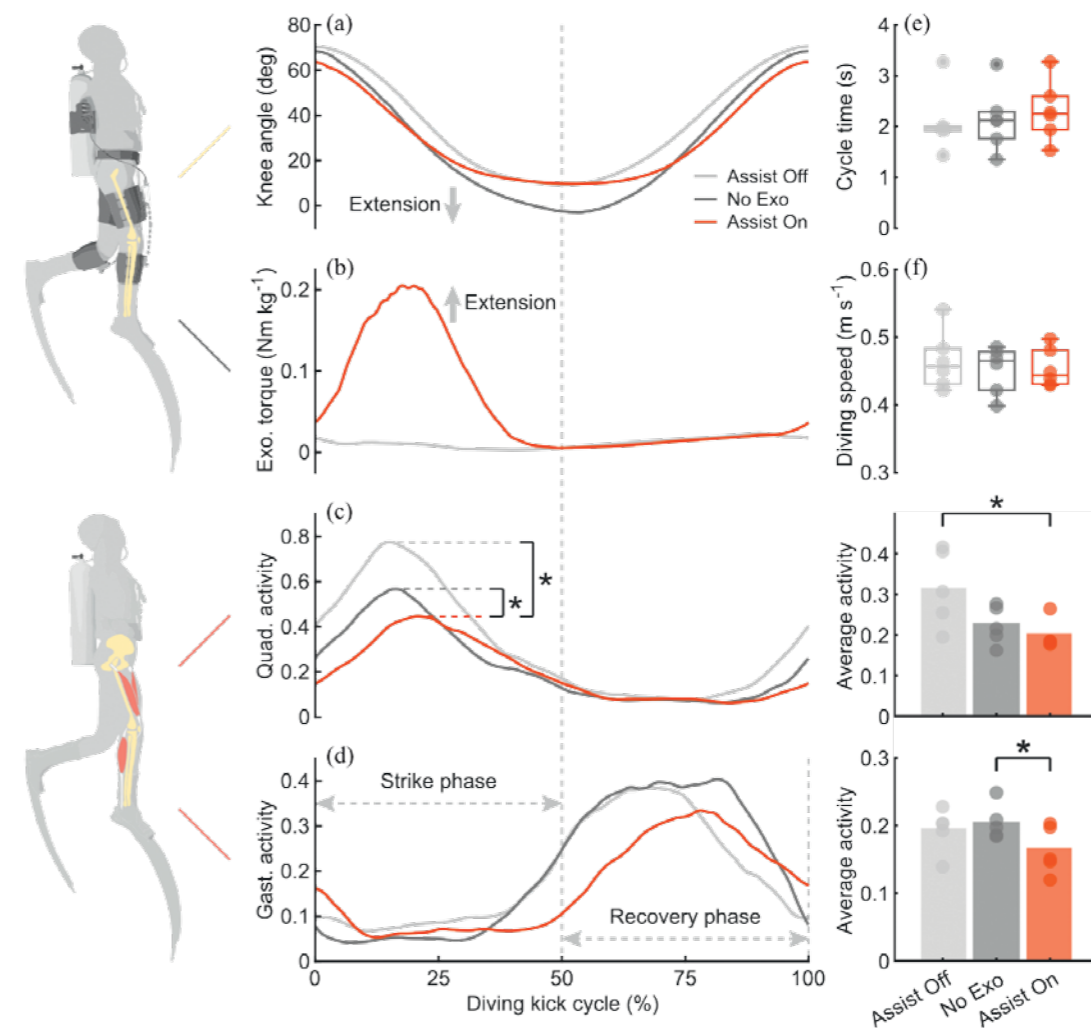 (a)
80
60
40
20
0
Knee angle (deg)
Extension
Assist Off
No Exo
Assist On
(e)
4
3
2
1
0
Cycle time (s)
(b)
0.2
0.1
0
Exo. torque (Nm kg⁻¹)
Extension
(f)
0.6
0.5
0.4
0.3
Diving speed (m s⁻¹)
(c)
0.8
0.6
0.4
0.2
0
Quad. activity
*
*
*
0.4
0.3
0.2
0.1
0
Average activity
(d)
0.4
0.3
0.2
0.1
0
Gast. activity
Strike phase
Recovery phase
0 25 50 75 100
Diving kick cycle (%)
*
0.3
0.2
0.1
0
Average activity
Assist Off
No Exo
Assist On